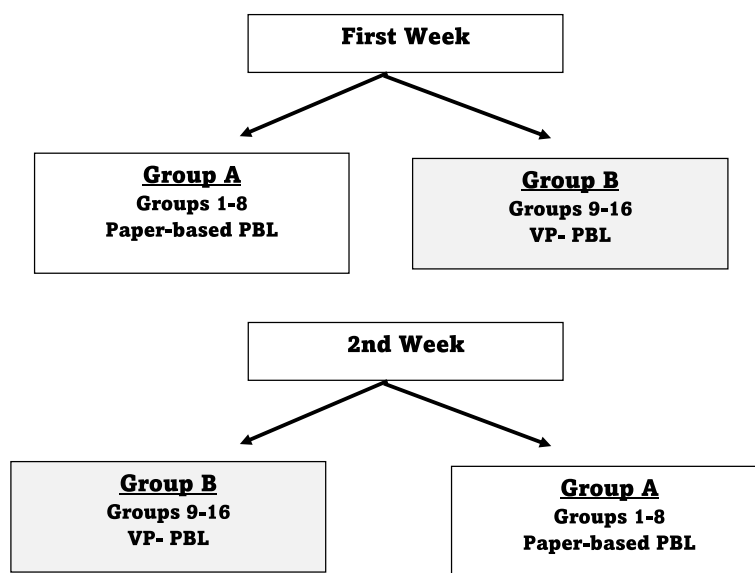 First Week
Group A
Groups 1-8
Paper-based PBL
Group B
Groups 9-16
VP- PBL
2nd Week
Group B
Groups 9-16
VP- PBL
Group A
Groups 1-8
Paper-based PBL